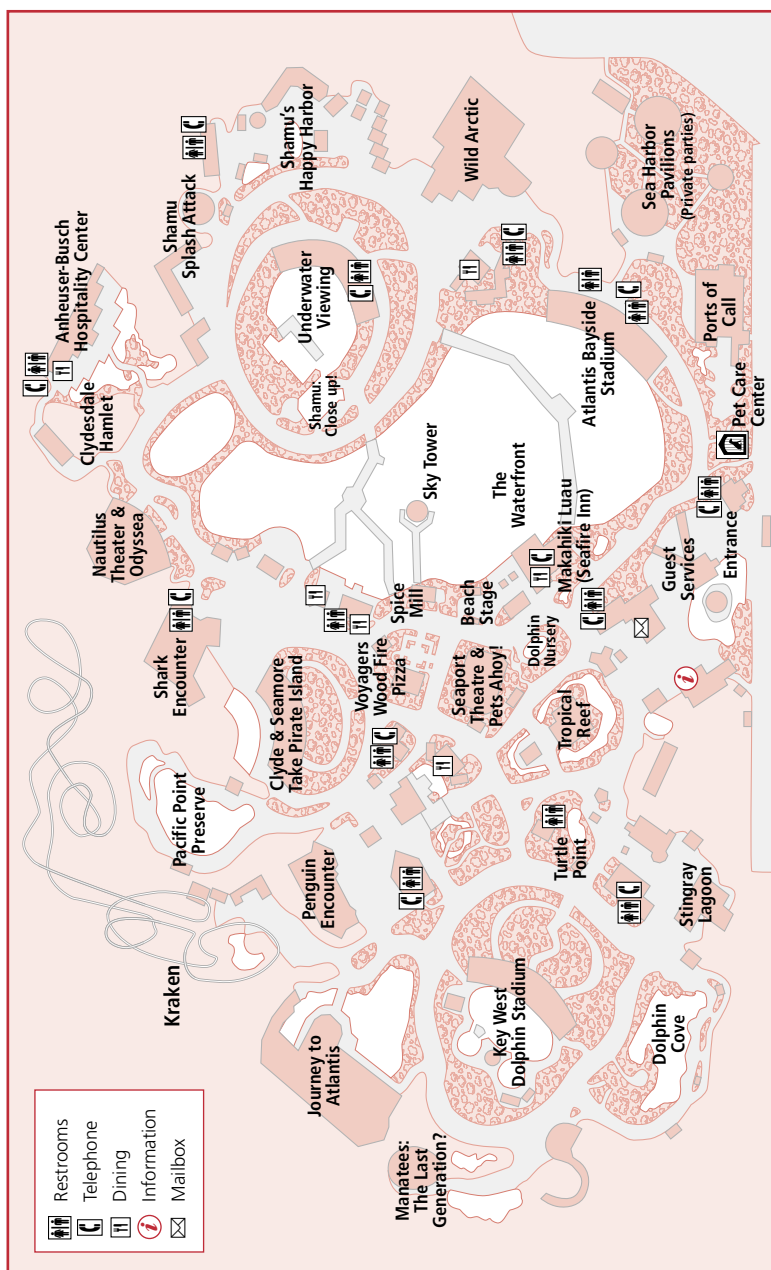 Restrooms
Telephone
Dining
Information
i
Mailbox
Manatees:
The Last
Generation?
Journey to
Atlantis
Kraken
Key West
Dolphin Stadium
Dolphin
Cove
Stingray
Lagoon
Penguin
Encounter
Pacific Point
Preserve
Turtle
Point
Clyde & Seamore
Take Pirate Island
Shark
Encounter
Voyagers
Wood Fire
Pizza
Spice
Mill
Seaport
Theatre &
Pets Ahoy!
Tropical
Reef
Dolphin
Nursery
Beach
Stage
Makahiki Luau
(Seafire Inn)
i
Guest
Services
Entrance
Nautilus
Theater &
Odyssea
Clydesdale
Hamlet
Anheuser-Busch
Hospitality Center
Sky Tower
The
Waterfront
Shamu:
Close up!
Underwater
Viewing
Shamu
Splash Attack
Shamu's
Happy Harbor
Wild Arctic
Atlantis Bayside
Stadium
Pet Care
Center
Ports of
Call
Sea Harbor
Pavilions
(Private parties)